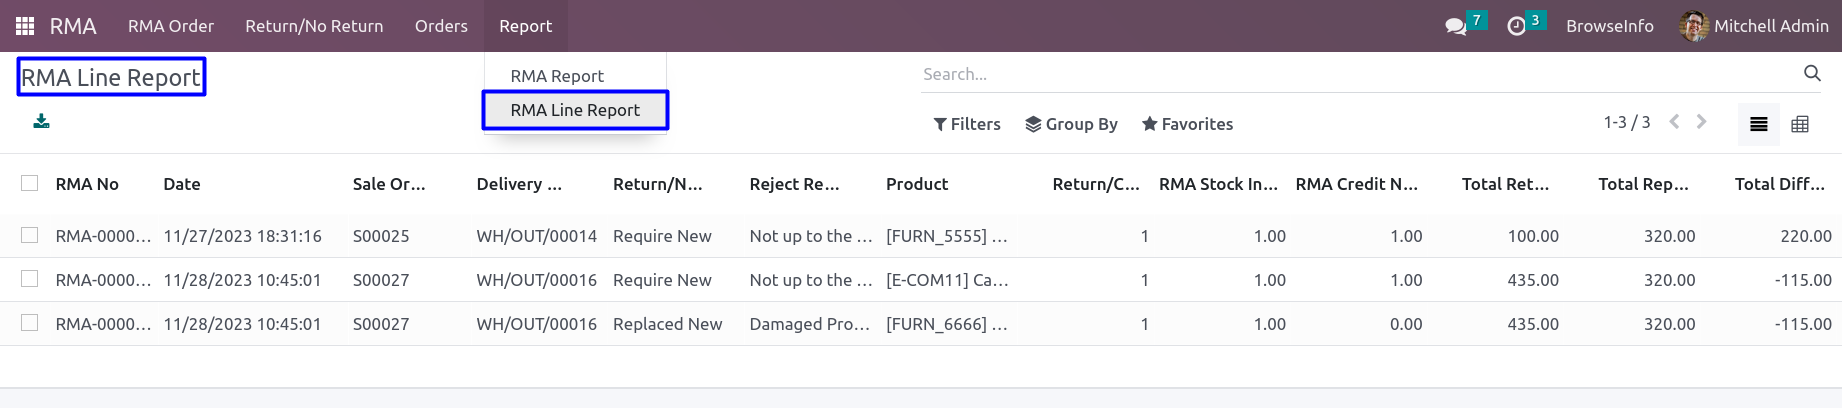 RMA RMA Order Return/No Return Orders Report 7 3 BrowseInfo Mitchell Admin
RMA Line Report
RMA Report
RMA Line Report
Search...
Filters Group By Favorites 1-3 / 3
RMA No Date Sale Or... Delivery ... Return/N... Reject Re... Product Return/C... RMA Stock In... RMA Credit N... Total Ret... Total Rep... Total Diff...
RMA-0000... 11/27/2023 18:31:16 S00025 WH/OUT/00014 Require New Not up to the ... [FURN_5555] ... 1 1.00 1.00 100.00 320.00 220.00
RMA-0000... 11/28/2023 10:45:01 S00027 WH/OUT/00016 Require New Not up to the ... [E-COM11] Ca... 1 1.00 1.00 435.00 320.00 -115.00
RMA-0000... 11/28/2023 10:45:01 S00027 WH/OUT/00016 Replaced New Damaged Pro... [FURN_6666] ... 1 1.00 0.00 435.00 320.00 -115.00